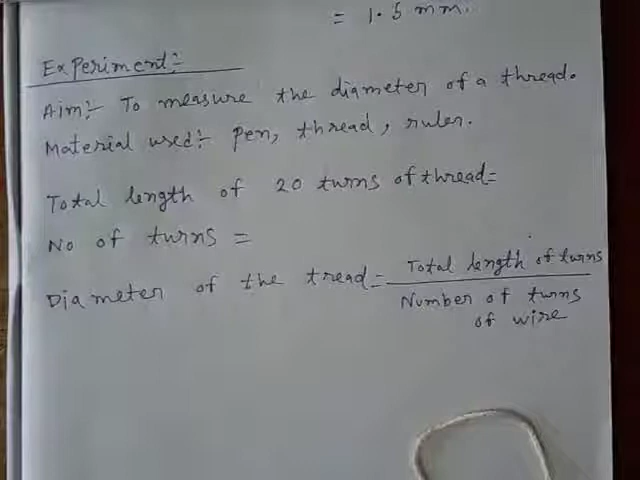 = 1.5 mm.
Experiment:-
Aim:- To measure the diameter of a thread.
Material used:- Pen, thread, ruler.
Total length of 20 turns of thread=
No of turns =
Diameter of the tread= Total length of turns
Number of turns
of wire